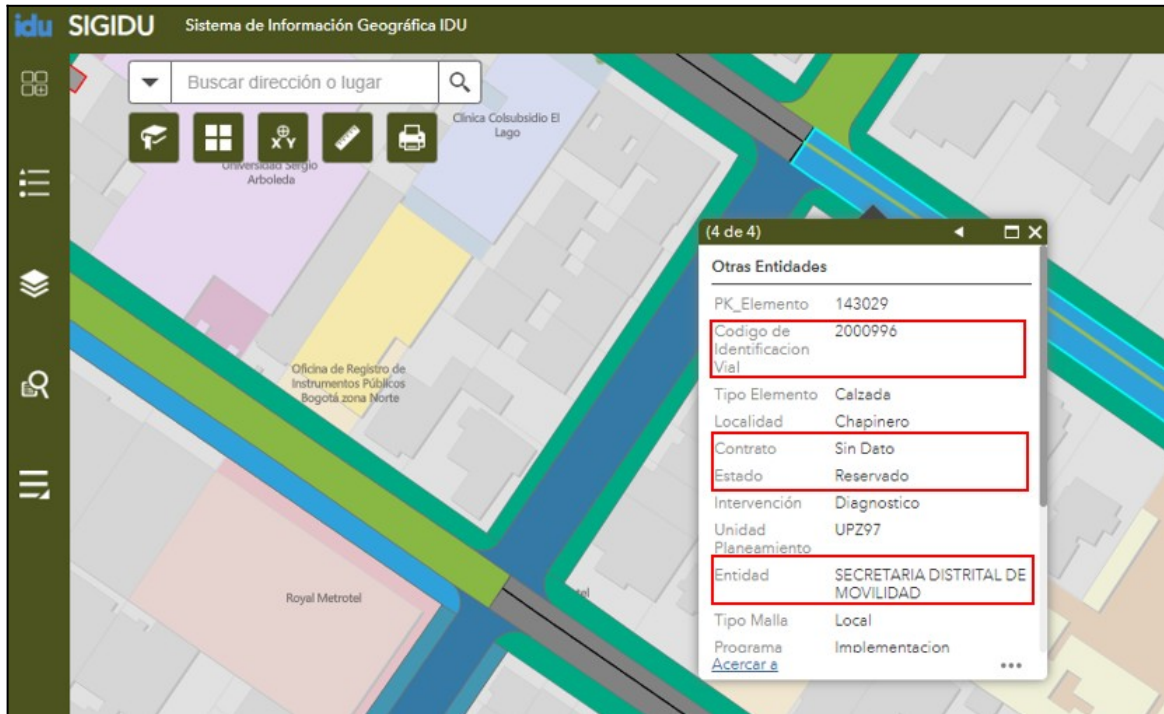 idu SIGIDU Sistema de Información Geográfica IDU
Buscar dirección o lugar
X Y
Clínica Colsubsidio El
Lago
Universidad Sergio
Arboleda
Oficina de Registro de
Instrumentos Públicos
Bogotá zona Norte
Royal Metrotel
tel
(4 de 4)
Otras Entidades
PK_Elemento 143029
Codigo de 2000996
Identificacion
Vial
Tipo Elemento Calzada
Localidad Chapinero
Contrato Sin Dato
Estado Reservado
Intervención Diagnostico
Unidad UPZ97
Planeamiento
Entidad SECRETARIA DISTRITAL DE
MOVILIDAD
Tipo Malla Local
Programa Implementacion
Acercar a